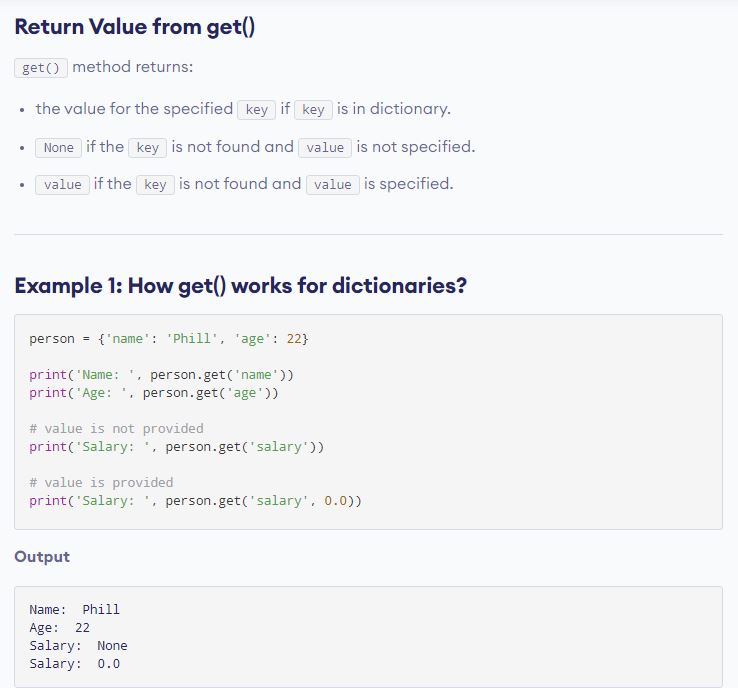 Return Value from get()
get() method returns:
• the value for the specified key if key is in dictionary.
• None if the key is not found and value is not specified.
• value if the key is not found and value is specified.
Example 1: How get() works for dictionaries?
person = {'name': 'Phill', 'age': 22}
print('Name: ', person.get('name'))
print('Age: ', person.get('age'))
# value is not provided
print('Salary: ', person.get('salary'))
# value is provided
print('Salary: ', person.get('salary', 0.0))
Output
Name:  Phill
Age:  22
Salary:  None
Salary:  0.0